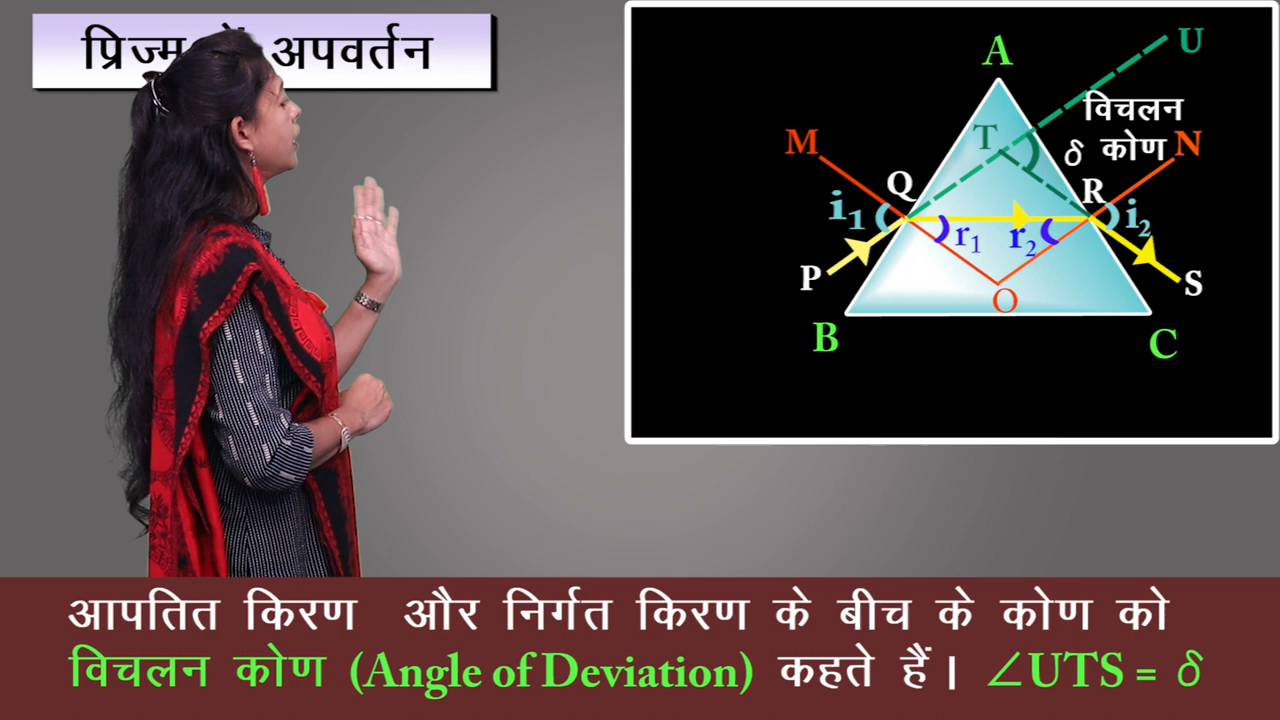 प्रिज्म अपवर्तन
A
U
विचलन
T
δ कोण
M
N
Q
R
i₁
i₂
r₁
r₂
P
S
O
B
C
आपतित किरण और निर्गत किरण के बीच के कोण को
विचलन कोण (Angle of Deviation) कहते हैं। ∠UTS = δ